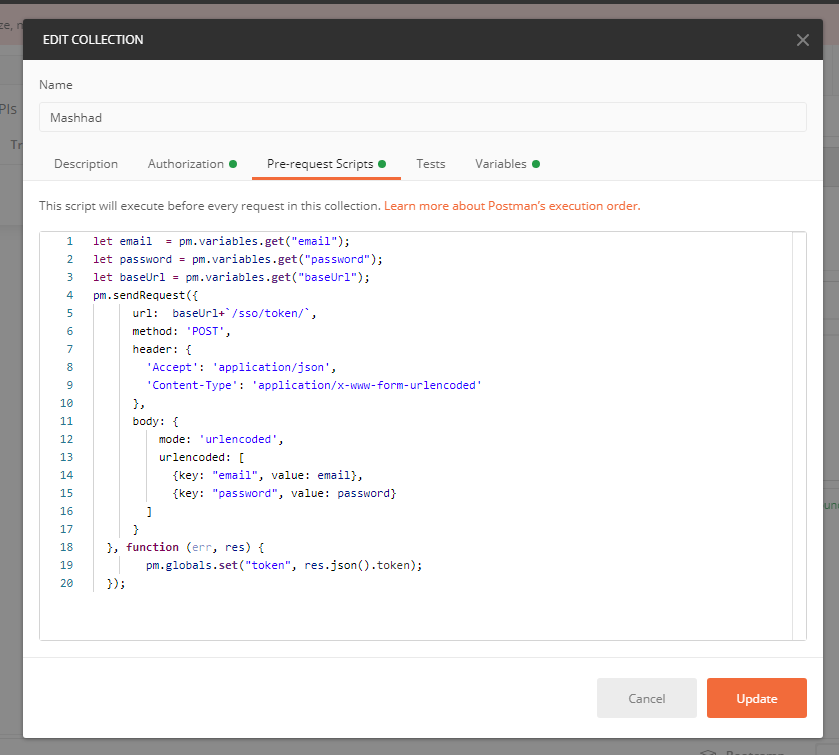 ze, m
EDIT COLLECTION
Name
PIs
Mashhad
Tr
Description Authorization Pre-request Scripts Tests Variables
This script will execute before every request in this collection. Learn more about Postman's execution order.
1 let email  = pm.variables.get("email");
2 let password = pm.variables.get("password");
3 let baseUrl = pm.variables.get("baseUrl");
4 pm.sendRequest({
5 url:  baseUrl+`/sso/token/`,
6 method: 'POST',
7 header: {
8 'Accept': 'application/json',
9 'Content-Type': 'application/x-www-form-urlencoded'
10 },
11 body: {
12 mode: 'urlencoded',
13 urlencoded: [
14 {key: "email", value: email},
15 {key: "password", value: password}
16 ]
17 }
18 }, function (err, res) {
19 pm.globals.set("token", res.json().token);
20 });
Cancel Update